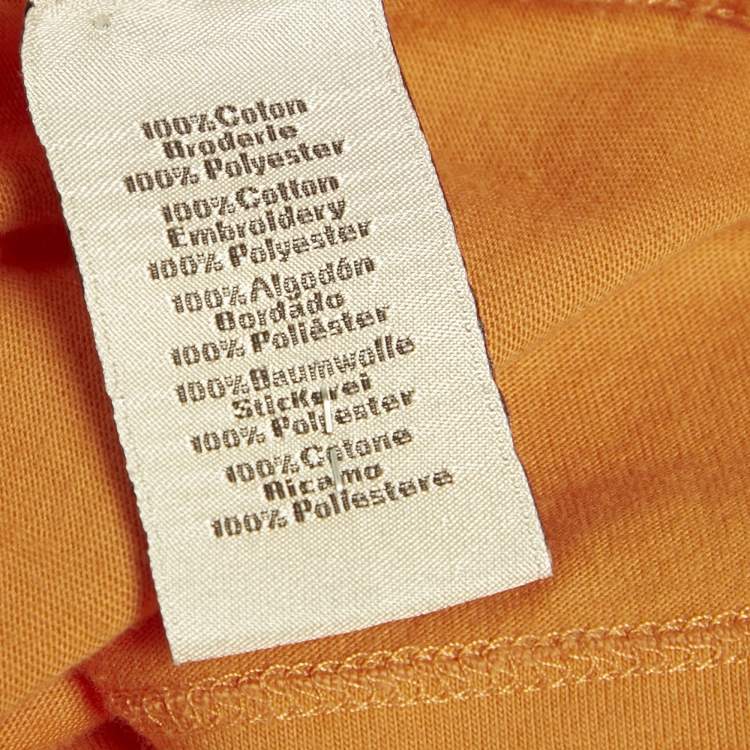 100% Coton
Broderie
100% Polyester
100% Cotton
Embroidery
100% Polyester
100% Algodón
Bordado
100% Poliéster
100% Baumwolle
Stickerei
100% Polyester
100% Cotone
Ricamo
100% Poliestere